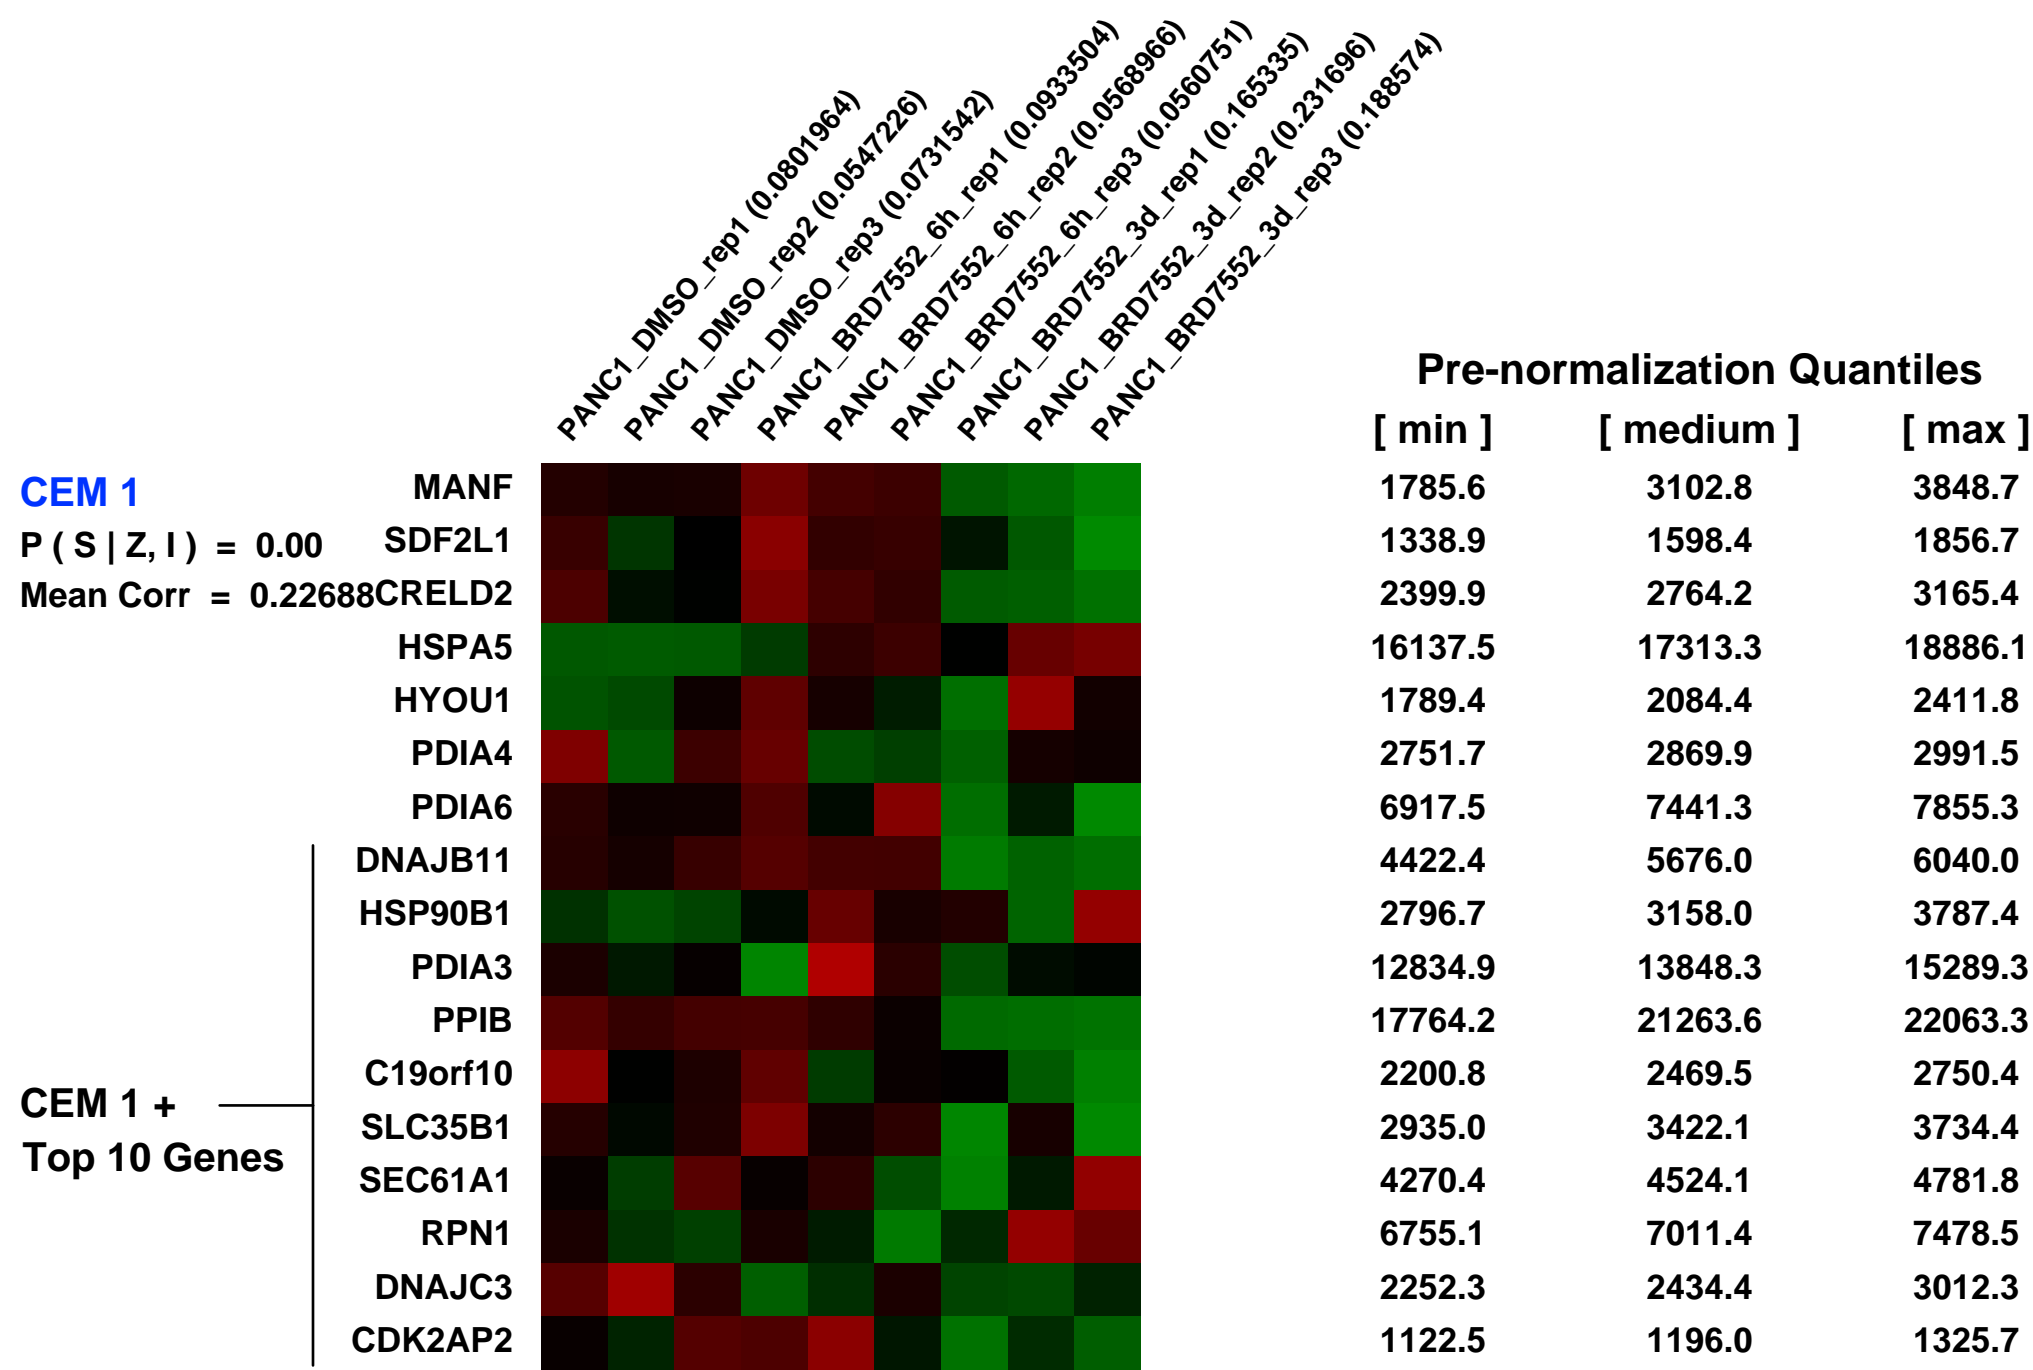 PANC1_DMSO_rep1 (0.0801964)
PANC1_DMSO_rep2 (0.0547226)
PANC1_DMSO_rep3 (0.0731542)
PANC1_BRD7552_6h_rep1 (0.0933504)
PANC1_BRD7552_6h_rep2 (0.0568966)
PANC1_BRD7552_6h_rep3 (0.0560751)
PANC1_BRD7552_3d_rep1 (0.165335)
PANC1_BRD7552_3d_rep2 (0.231696)
PANC1_BRD7552_3d_rep3 (0.188574)
Pre-normalization Quantiles
[ min ] [ medium ] [ max ]
CEM 1
P ( S | Z, I ) = 0.00
Mean Corr = 0.22688
MANF 1785.6 3102.8 3848.7
SDF2L1 1338.9 1598.4 1856.7
CRELD2 2399.9 2764.2 3165.4
HSPA5 16137.5 17313.3 18886.1
HYOU1 1789.4 2084.4 2411.8
PDIA4 2751.7 2869.9 2991.5
PDIA6 6917.5 7441.3 7855.3
DNAJB11 4422.4 5676.0 6040.0
HSP90B1 2796.7 3158.0 3787.4
PDIA3 12834.9 13848.3 15289.3
PPIB 17764.2 21263.6 22063.3
C19orf10 2200.8 2469.5 2750.4
SLC35B1 2935.0 3422.1 3734.4
SEC61A1 4270.4 4524.1 4781.8
RPN1 6755.1 7011.4 7478.5
DNAJC3 2252.3 2434.4 3012.3
CDK2AP2 1122.5 1196.0 1325.7
CEM 1 +
Top 10 Genes